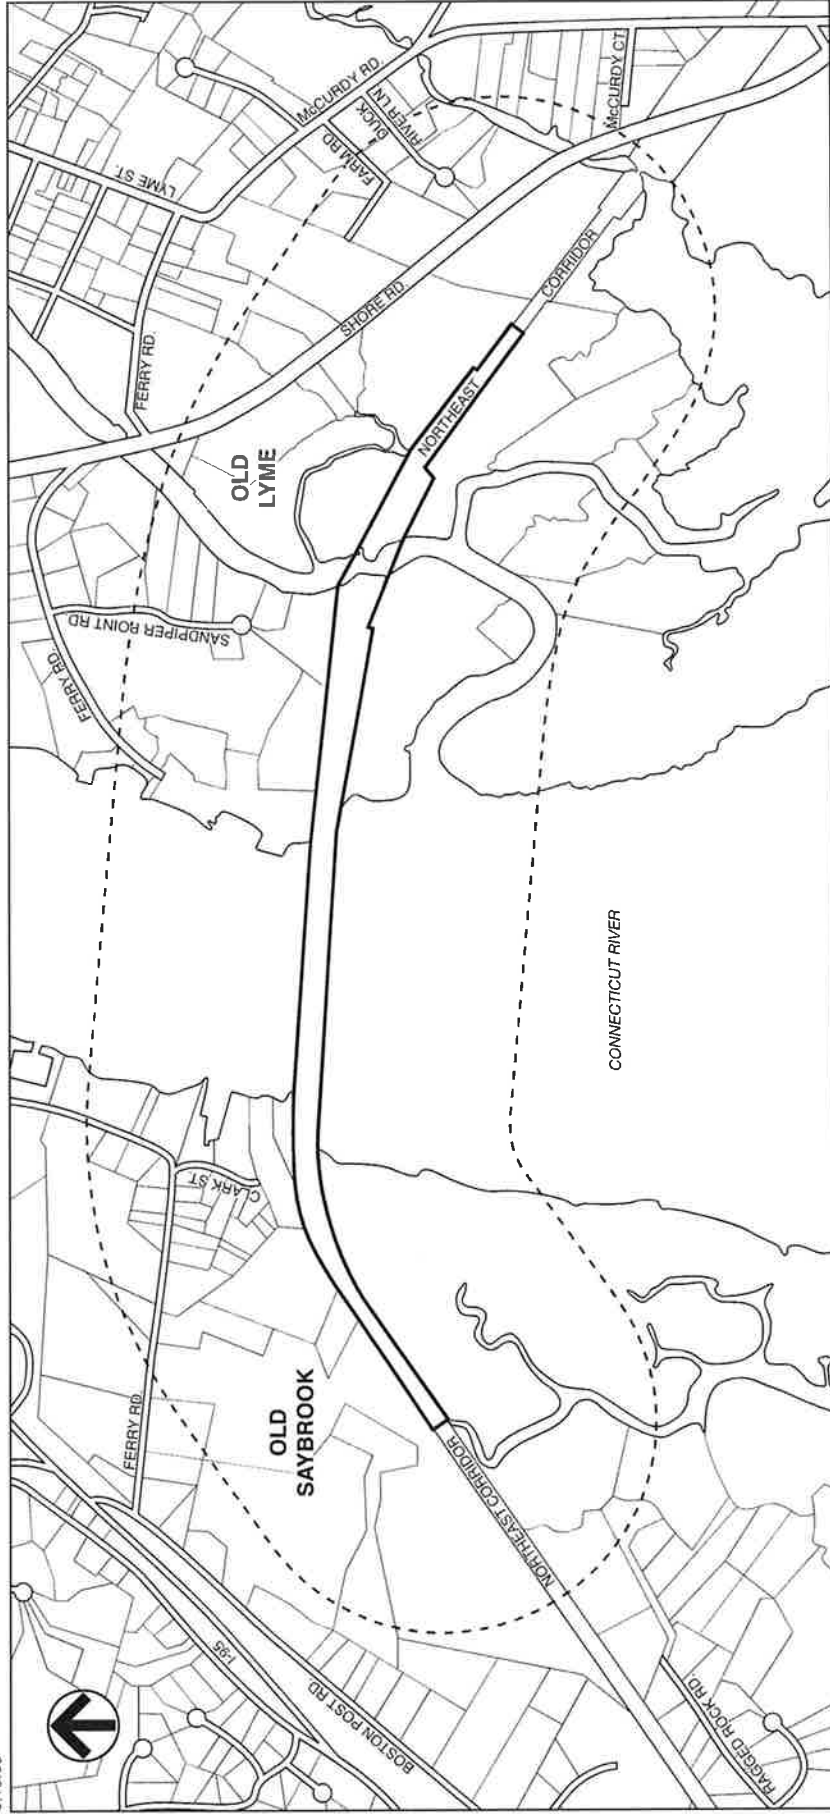 LYME ST.
McCURDY RD.
FARM RD.
DUCK
RIVER LN
McCURDY CT
FERRY RD.
SHORE RD.
CORRIDOR
NORTHEAST
OLD
LYME
SANDPIPER POINT RD
FERRY RD.
CONNECTICUT RIVER
CLARK ST.
FERRY RD.
OLD
SAYBROOK
NORTHEAST CORRIDOR
I-95
BOSTON POST RD.
RAGGED ROCK RD.